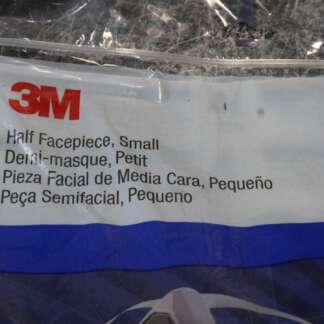 3M
Half Facepiece, Small
Demi-masque, Petit
Pieza Facial de Media Cara, Pequeño
Peça Semifacial, Pequeno